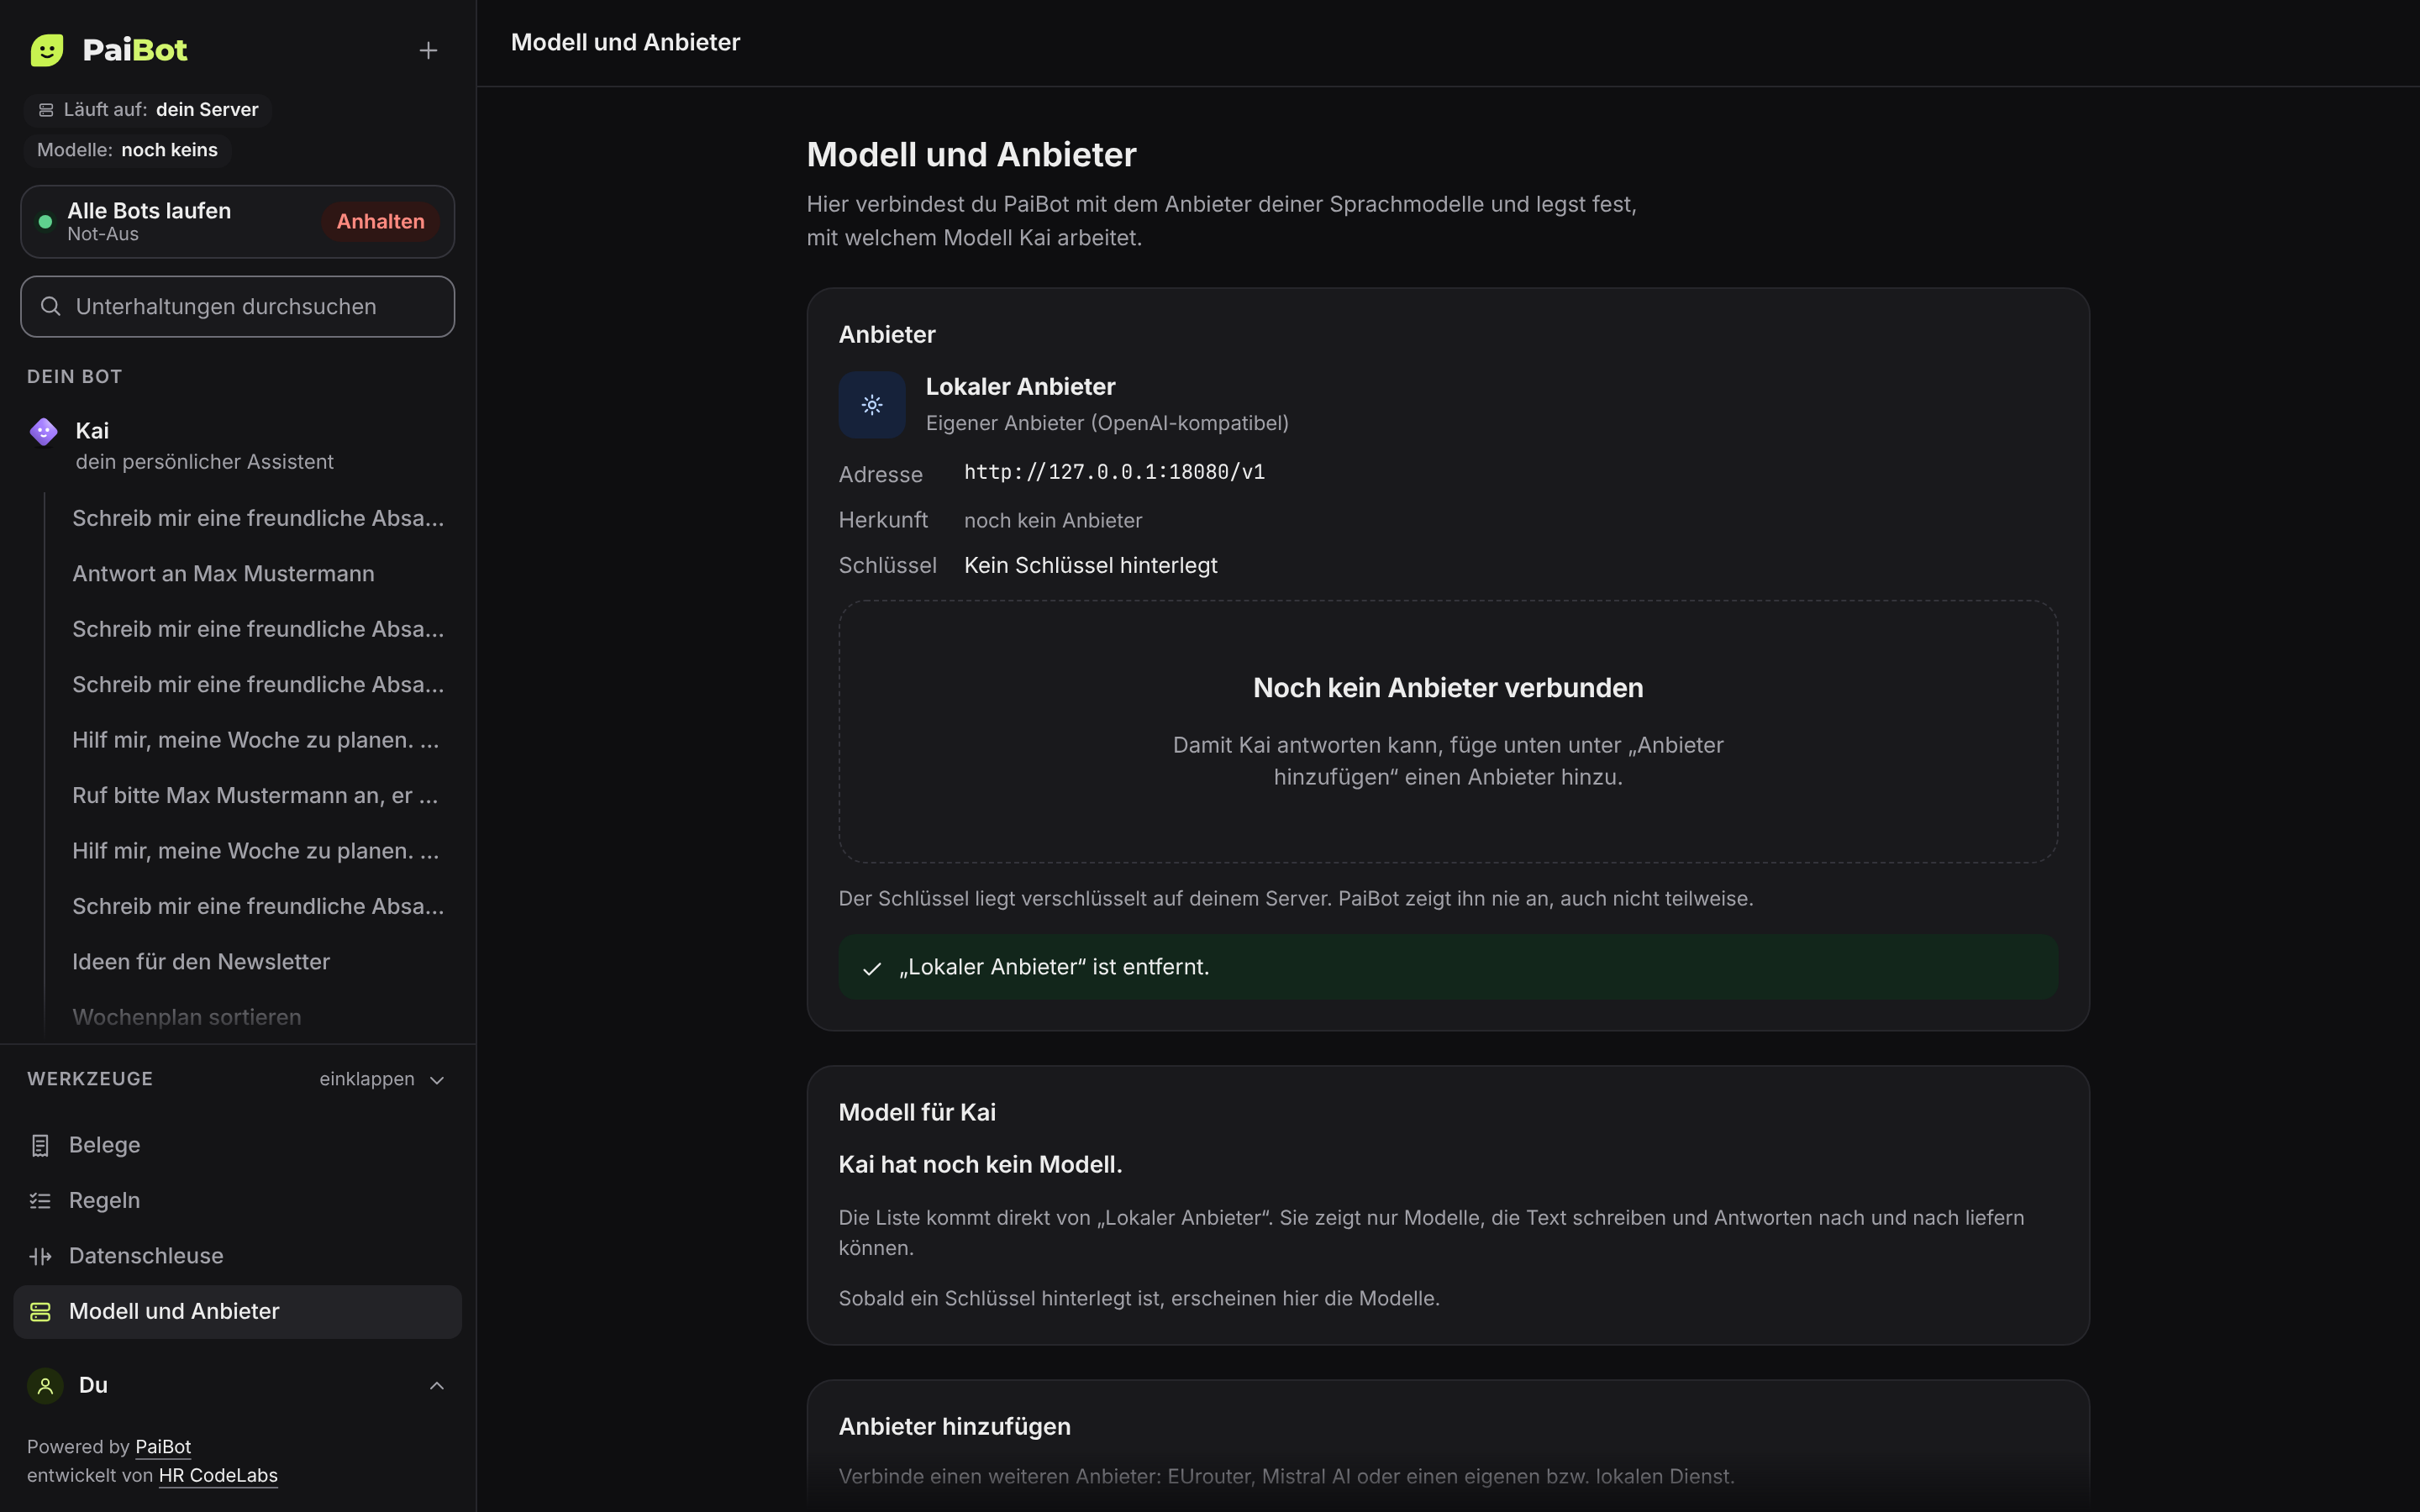 PaiBot
Läuft auf: dein Server
Modelle: noch keins
Alle Bots laufen
Not-Aus
Anhalten
Unterhaltungen durchsuchen
DEIN BOT
Kai
dein persönlicher Assistent
Schreib mir eine freundliche Absa...
Antwort an Max Mustermann
Schreib mir eine freundliche Absa...
Schreib mir eine freundliche Absa...
Hilf mir, meine Woche zu planen. ...
Ruf bitte Max Mustermann an, er ...
Hilf mir, meine Woche zu planen. ...
Schreib mir eine freundliche Absa...
Ideen für den Newsletter
Wochenplan sortieren
WERKZEUGE
einklappen
Belege
Regeln
Datenschleuse
Modell und Anbieter
Du
Powered by PaiBot
entwickelt von HR CodeLabs
Modell und Anbieter
Modell und Anbieter
Hier verbindest du PaiBot mit dem Anbieter deiner Sprachmodelle und legst fest,
mit welchem Modell Kai arbeitet.
Anbieter
Lokaler Anbieter
Eigener Anbieter (OpenAI-kompatibel)
Adresse http://127.0.0.1:18080/v1
Herkunft noch kein Anbieter
Schlüssel Kein Schlüssel hinterlegt
Noch kein Anbieter verbunden
Damit Kai antworten kann, füge unten unter „Anbieter
hinzufügen“ einen Anbieter hinzu.
Der Schlüssel liegt verschlüsselt auf deinem Server. PaiBot zeigt ihn nie an, auch nicht teilweise.
„Lokaler Anbieter“ ist entfernt.
Modell für Kai
Kai hat noch kein Modell.
Die Liste kommt direkt von „Lokaler Anbieter“. Sie zeigt nur Modelle, die Text schreiben und Antworten nach und nach liefern
können.
Sobald ein Schlüssel hinterlegt ist, erscheinen hier die Modelle.
Anbieter hinzufügen
Verbinde einen weiteren Anbieter: EUrouter, Mistral AI oder einen eigenen bzw. lokalen Dienst.